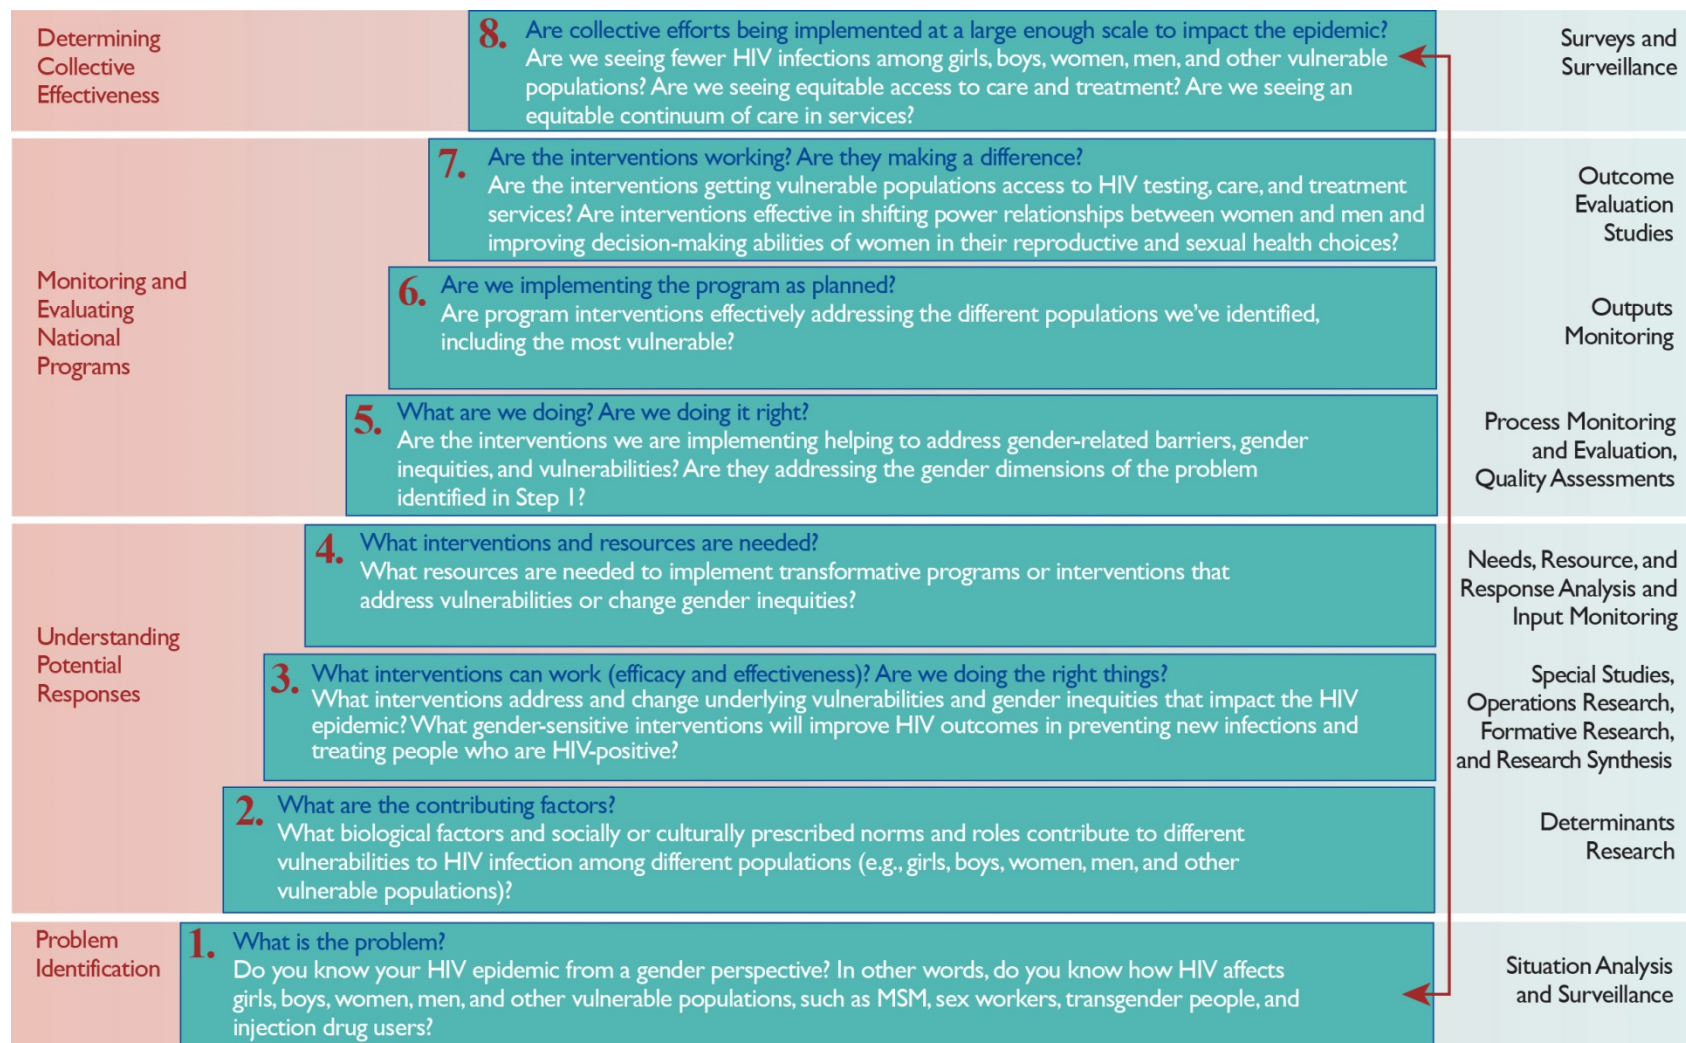 Determining
Collective
Effectiveness
8. Are collective efforts being implemented at a large enough scale to impact the epidemic?
Are we seeing fewer HIV infections among girls, boys, women, men, and other vulnerable
populations? Are we seeing equitable access to care and treatment? Are we seeing an
equitable continuum of care in services?
Surveys and
Surveillance
Monitoring and
Evaluating
National
Programs
7. Are the interventions working? Are they making a difference?
Are the interventions getting vulnerable populations access to HIV testing, care, and treatment
services? Are interventions effective in shifting power relationships between women and men and
improving decision-making abilities of women in their reproductive and sexual health choices?
Outcome
Evaluation
Studies
6. Are we implementing the program as planned?
Are program interventions effectively addressing the different populations we've identified,
including the most vulnerable?
Outputs
Monitoring
5. What are we doing? Are we doing it right?
Are the interventions we are implementing helping to address gender-related barriers, gender
inequities, and vulnerabilities? Are they addressing the gender dimensions of the problem
identified in Step 1?
Process Monitoring
and Evaluation,
Quality Assessments
Understanding
Potential
Responses
4. What interventions and resources are needed?
What resources are needed to implement transformative programs or interventions that
address vulnerabilities or change gender inequities?
Needs, Resource, and
Response Analysis and
Input Monitoring
3. What interventions can work (efficacy and effectiveness)? Are we doing the right things?
What interventions address and change underlying vulnerabilities and gender inequities that impact the HIV
epidemic? What gender-sensitive interventions will improve HIV outcomes in preventing new infections and
treating people who are HIV-positive?
Special Studies,
Operations Research,
Formative Research,
and Research Synthesis
2. What are the contributing factors?
What biological factors and socially or culturally prescribed norms and roles contribute to different
vulnerabilities to HIV infection among different populations (e.g., girls, boys, women, men, and other
vulnerable populations)?
Determinants
Research
Problem
Identification
1. What is the problem?
Do you know your HIV epidemic from a gender perspective? In other words, do you know how HIV affects
girls, boys, women, men, and other vulnerable populations, such as MSM, sex workers, transgender people, and
injection drug users?
Situation Analysis
and Surveillance